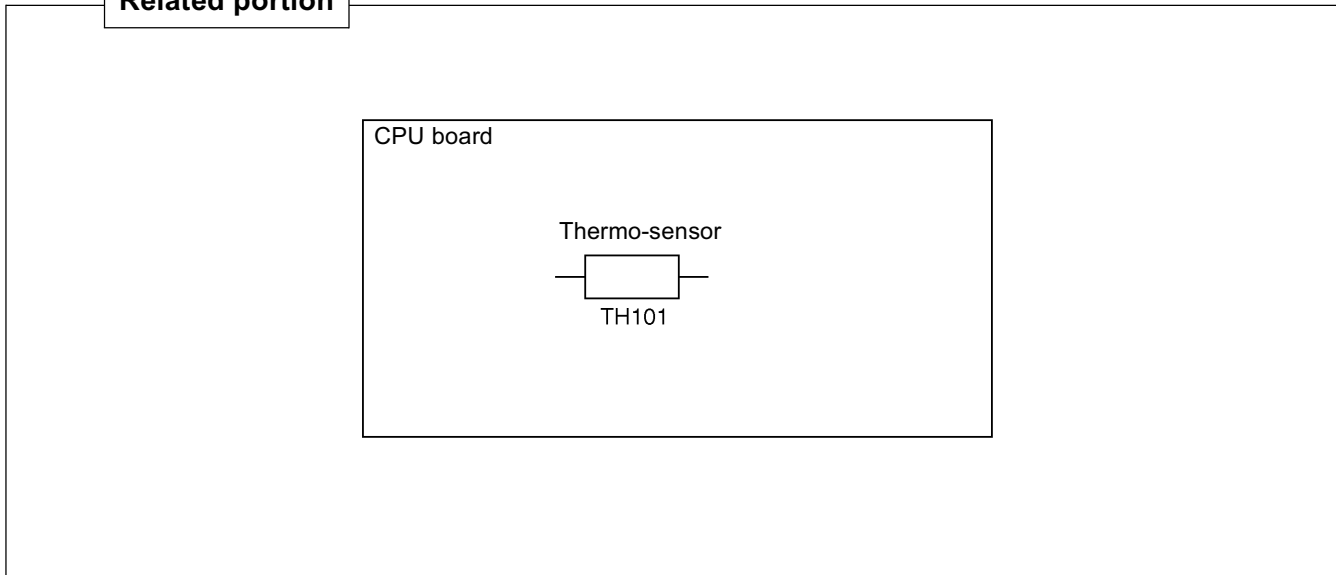 Related portion
CPU board
Thermo-sensor
TH101